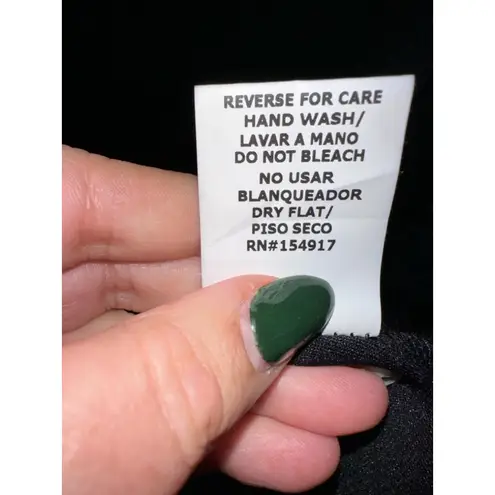 REVERSE FOR CARE
HAND WASH/
LAVAR A MANO
DO NOT BLEACH
NO USAR
BLANQUEADOR
DRY FLAT/
PISO SECO
RN#154917